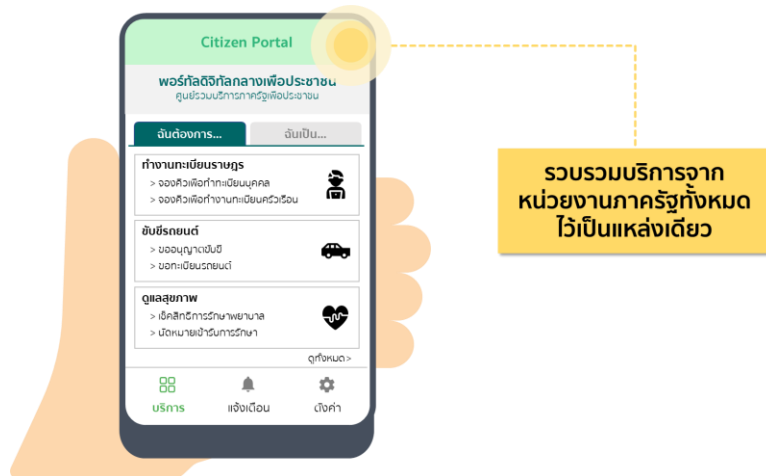 Citizen Portal
พอร์ทัลดิจิทัลกลางเพื่อประชาชน
ศูนย์รวมบริการภาครัฐเพื่อประชาชน
ฉันต้องการ...
ฉันเป็น...
ทำงานทะเบียนราษฎร
> จองคิวเพื่อทำทะเบียนบุคคล
> จองคิวเพื่อทำงานทะเบียนครัวเรือน
ขับขี่รถยนต์
> ขออนุญาตขับขี่
> ขอทะเบียนรถยนต์
ดูแลสุขภาพ
> เช็คสิทธิการรักษาพยาบาล
> นัดหมายเข้ารับการรักษา
ดูทั้งหมด >
บริการ
แจ้งเตือน
ตั้งค่า
รวบรวมบริการจาก
หน่วยงานภาครัฐทั้งหมด
ไว้เป็นแหล่งเดียว